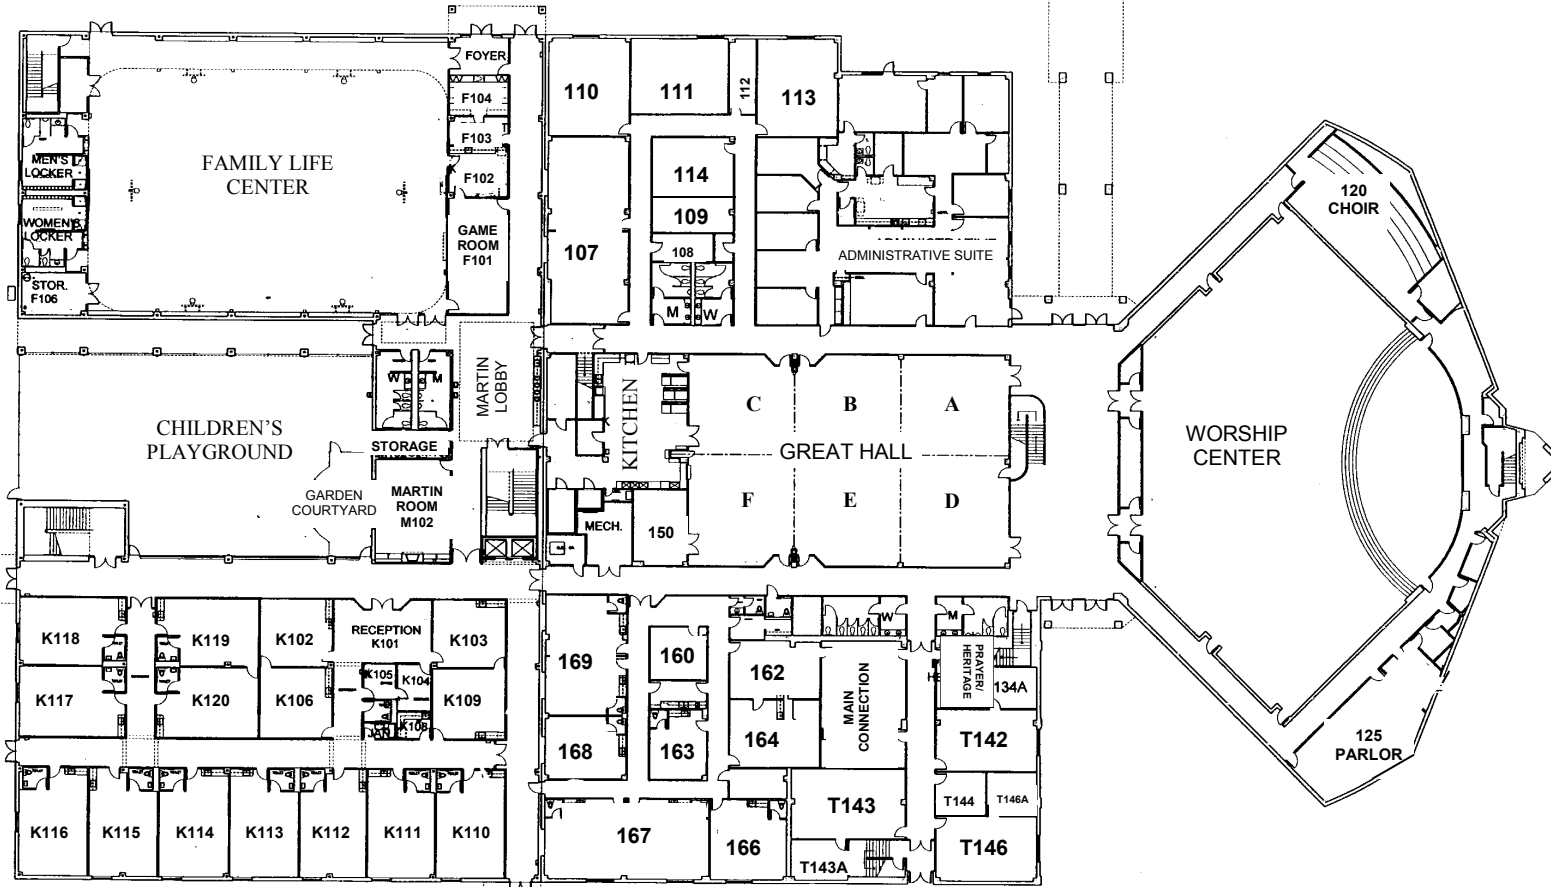 FOYER
F104
F103
F102
GAME
ROOM
F101
MEN'S
LOCKER
WOMEN'S
LOCKER
STOR.
F106
FAMILY LIFE
CENTER
110
111
112
113
114
109
108
107
M
W
ADMINISTRATIVE SUITE
120
CHOIR
W
M
MARTIN
LOBBY
STORAGE
CHILDREN'S
PLAYGROUND
GARDEN
COURTYARD
MARTIN
ROOM
M102
KITCHEN
MECH.
150
C
B
A
GREAT HALL
F
E
D
WORSHIP
CENTER
K118
K119
K102
RECEPTION
K101
K103
K117
K120
K106
K105
K104
K109
K108
JAN
K116
K115
K114
K113
K112
K111
K110
169
160
162
168
163
164
167
166
W
M
MAIN
CONNECTION
PRAYER/
HERITAGE
134A
T142
T143
T144
T146A
T143A
T146
125
PARLOR